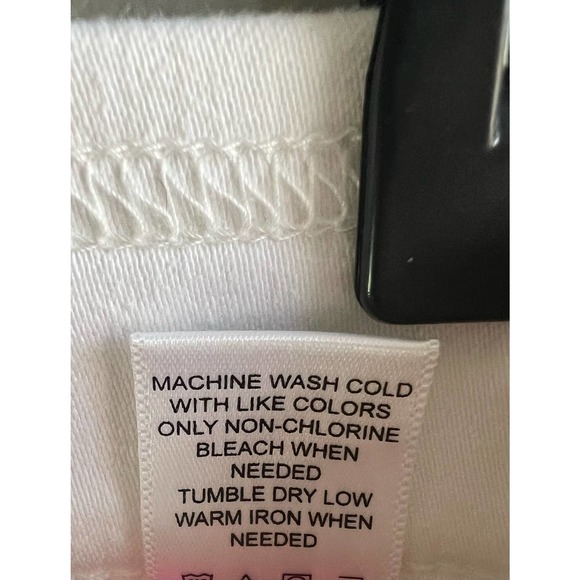 MACHINE WASH COLD
WITH LIKE COLORS
ONLY NON-CHLORINE
BLEACH WHEN
NEEDED
TUMBLE DRY LOW
WARM IRON WHEN
NEEDED